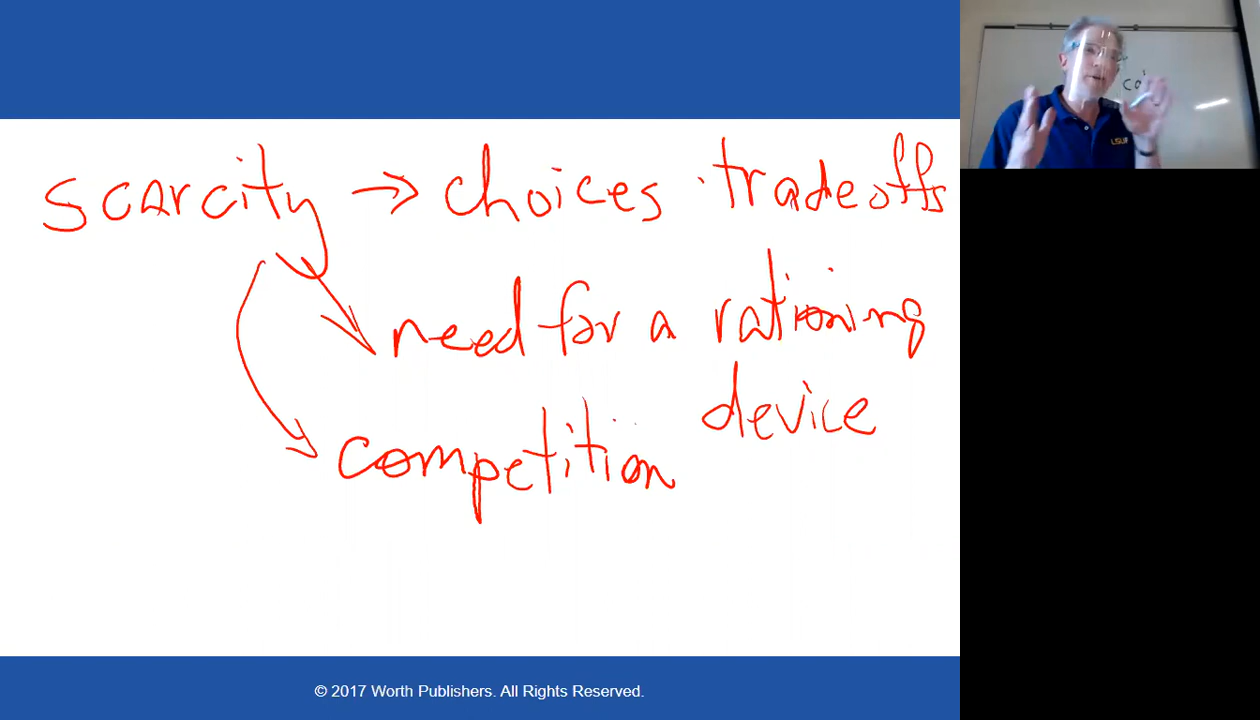 scarcity → choices tradeoffs
need for a rationing
device
competition
© 2017 Worth Publishers. All Rights Reserved.